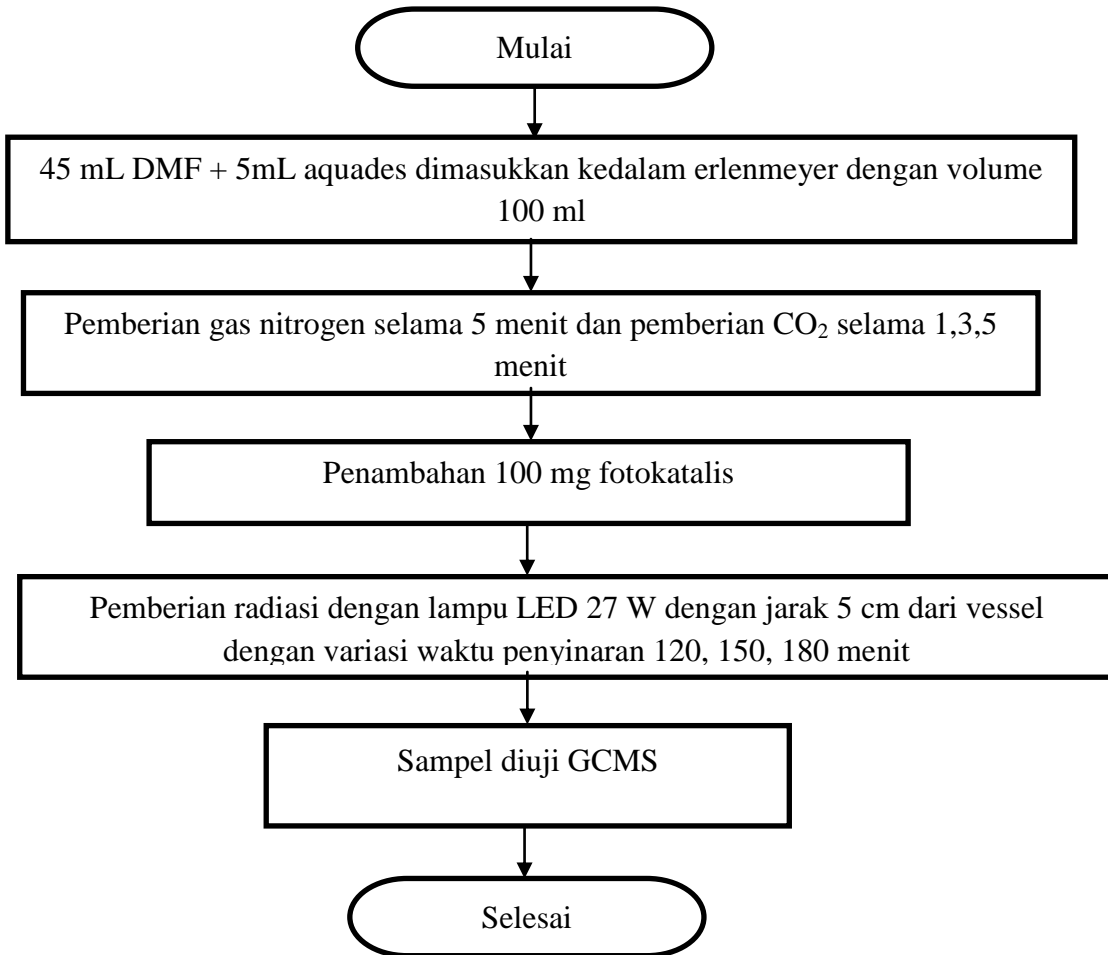 Mulai
45 mL DMF + 5mL aquades dimasukkan kedalam erlenmeyer dengan volume
100 ml
Pemberian gas nitrogen selama 5 menit dan pemberian CO₂ selama 1,3,5
menit
Penambahan 100 mg fotokatalis
Pemberian radiasi dengan lampu LED 27 W dengan jarak 5 cm dari vessel
dengan variasi waktu penyinaran 120, 150, 180 menit
Sampel diuji GCMS
Selesai